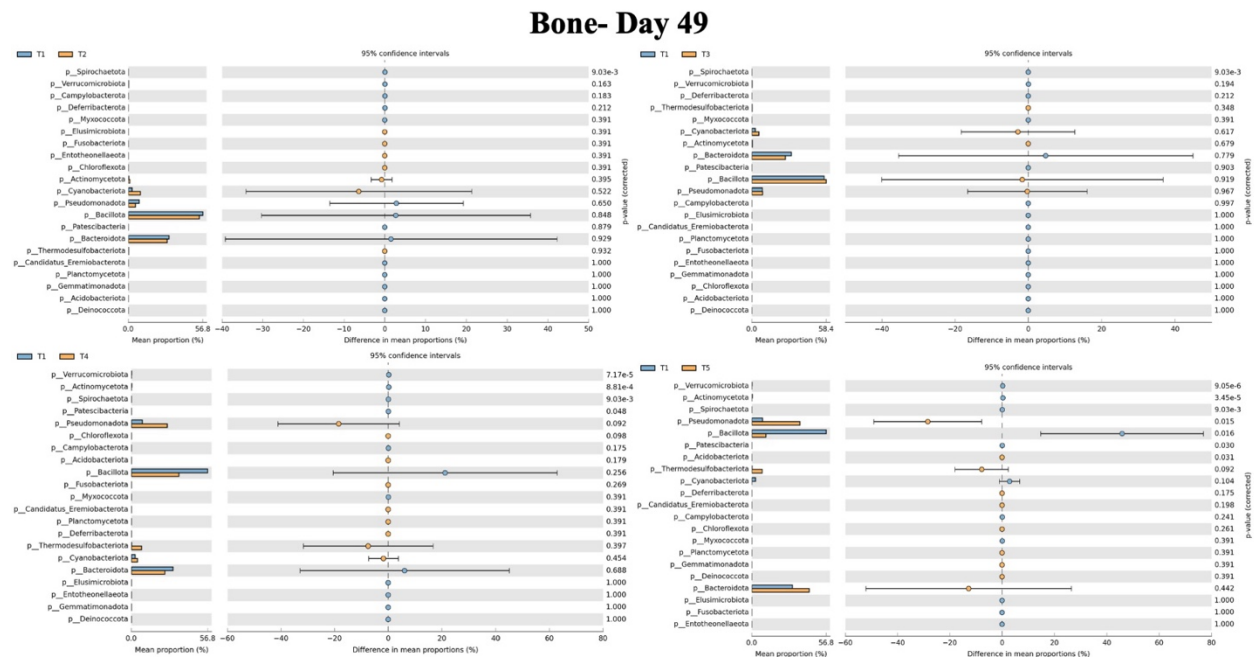 Bone- Day 49
T1 T2
95% confidence intervals
p__Spirochaetota 9.03e-3
p__Verrucomicrobiota 0.163
p__Campylobacterota 0.183
p__Deferribacterota 0.212
p__Myxococcota 0.391
p__Elusimicrobiota 0.391
p__Fusobacteriota 0.391
p__Entotheonellaeota 0.391
p__Chloroflexota 0.391
p__Actinomycetota 0.395
p__Cyanobacteriota 0.522
p__Pseudomonadota 0.650
p__Bacillota 0.848
p__Patescibacteria 0.879
p__Bacteroidota 0.929
p__Thermodesulfobacteriota 0.932
p__Candidatus_Eremiobacterota 1.000
p__Planctomycetota 1.000
p__Gemmatimonadota 1.000
p__Acidobacteriota 1.000
p__Deinococcota 1.000
p-value (corrected)
0.0 56.8 −40 −30 −20 −10 0 10 20 30 40 50
Mean proportion (%) Difference in mean proportions (%)
T1 T3
95% confidence intervals
p__Spirochaetota 9.03e-3
p__Verrucomicrobiota 0.194
p__Deferribacterota 0.212
p__Thermodesulfobacteriota 0.348
p__Myxococcota 0.391
p__Cyanobacteriota 0.617
p__Actinomycetota 0.679
p__Bacteroidota 0.779
p__Patescibacteria 0.903
p__Bacillota 0.919
p__Pseudomonadota 0.967
p__Campylobacterota 0.997
p__Elusimicrobiota 1.000
p__Candidatus_Eremiobacterota 1.000
p__Planctomycetota 1.000
p__Fusobacteriota 1.000
p__Entotheonellaeota 1.000
p__Gemmatimonadota 1.000
p__Chloroflexota 1.000
p__Acidobacteriota 1.000
p__Deinococcota 1.000
p-value (corrected)
0.0 58.4 −40 −20 0 20 40
Mean proportion (%) Difference in mean proportions (%)
T1 T4
95% confidence intervals
p__Verrucomicrobiota 7.17e-5
p__Actinomycetota 8.81e-4
p__Spirochaetota 9.03e-3
p__Patescibacteria 0.048
p__Pseudomonadota 0.092
p__Chloroflexota 0.098
p__Campylobacterota 0.175
p__Acidobacteriota 0.179
p__Bacillota 0.256
p__Fusobacteriota 0.269
p__Myxococcota 0.391
p__Candidatus_Eremiobacterota 0.391
p__Planctomycetota 0.391
p__Deferribacterota 0.391
p__Thermodesulfobacteriota 0.397
p__Cyanobacteriota 0.454
p__Bacteroidota 0.688
p__Elusimicrobiota 1.000
p__Entotheonellaeota 1.000
p__Gemmatimonadota 1.000
p__Deinococcota 1.000
p-value (corrected)
0.0 56.8 −60 −40 −20 0 20 40 60 80
Mean proportion (%) Difference in mean proportions (%)
T1 T5
95% confidence intervals
p__Verrucomicrobiota 9.05e-6
p__Actinomycetota 3.45e-5
p__Spirochaetota 9.03e-3
p__Pseudomonadota 0.015
p__Bacillota 0.016
p__Patescibacteria 0.030
p__Acidobacteriota 0.031
p__Thermodesulfobacteriota 0.092
p__Cyanobacteriota 0.104
p__Deferribacterota 0.175
p__Candidatus_Eremiobacterota 0.198
p__Campylobacterota 0.241
p__Chloroflexota 0.261
p__Myxococcota 0.391
p__Planctomycetota 0.391
p__Gemmatimonadota 0.391
p__Deinococcota 0.391
p__Bacteroidota 0.442
p__Elusimicrobiota 1.000
p__Fusobacteriota 1.000
p__Entotheonellaeota 1.000
p-value (corrected)
0.0 56.8 −60 −40 −20 0 20 40 60 80
Mean proportion (%) Difference in mean proportions (%)